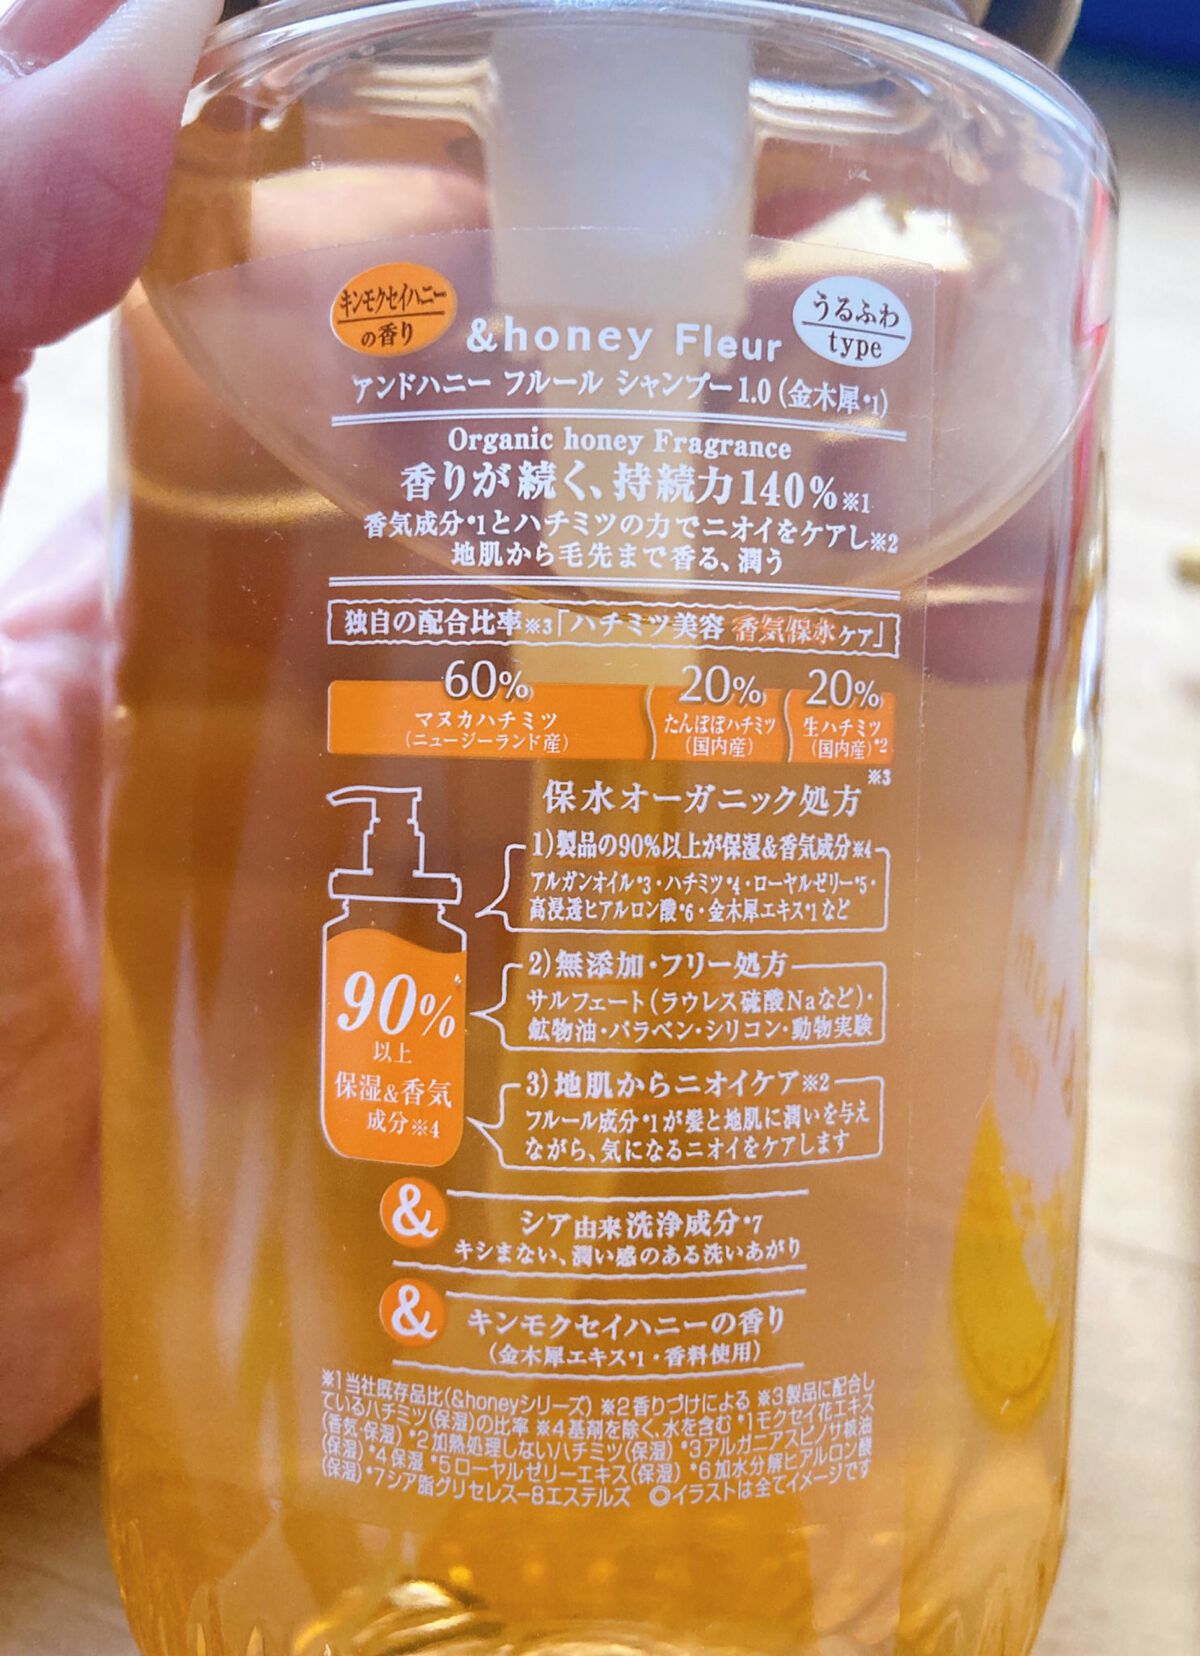 キンモクセイハニー
の香り
&honey Fleur
うるふわ
type
アンドハニー フルール シャンプー1.0(金木犀*1)
Organic honey Fragrance
香りが続く、持続力140%※1
香気成分*1とハチミツの力でニオイをケアし※2
地肌から毛先まで香る、潤う
独自の配合比率※3「ハチミツ美容 香気保水ケア」
60% 20% 20%
マヌカハチミツ
(ニュージーランド産)
たんぽぽハチミツ
(国内産)
生ハチミツ
(国内産)*2
保水オーガニック処方※3
1)製品の90%以上が保湿&香気成分※4
アルガンオイル*3・ハチミツ*4・ローヤルゼリー*5・
高浸透ヒアルロン酸*6・金木犀エキス*1など
2)無添加・フリー処方
サルフェート(ラウレス硫酸Naなど)・
鉱物油・パラベン・シリコン・動物実験
90%
以上
保湿&香気
成分※4
3)地肌からニオイケア※2
フルール成分*1が髪と地肌に潤いを与え
ながら、気になるニオイをケアします
&
シア由来洗浄成分*7
キシまない、潤い感のある洗いあがり
&
キンモクセイハニーの香り
(金木犀エキス*1・香料使用)
※1当社既存品比(&honeyシリーズ) ※2香りづけによる ※3製品に配合し
ているハチミツ(保湿)の比率 ※4基剤を除く、水を含む *1モクセイ花エキス
(香気・保湿) *2加熱処理しないハチミツ(保湿) *3アルガニアスピノサ核油
(保湿) *4保湿 *5ローヤルゼリーエキス(保湿) *6加水分解ヒアルロン酸
(保湿) *7シア脂グリセレス-8エステルズ ◎イラストは全てイメージです